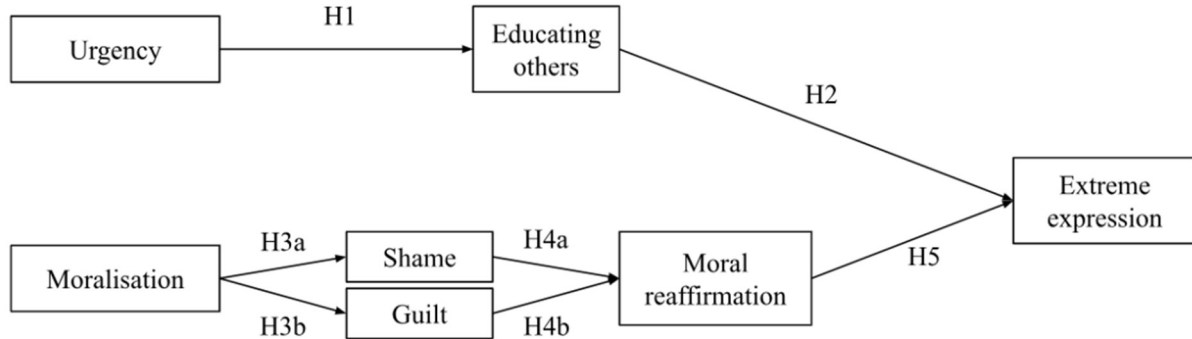 H1
Urgency
Educating
others
H2
Extreme
expression
H3a
Shame
H4a
Moralisation
Moral
reaffirmation
H5
H3b
Guilt
H4b